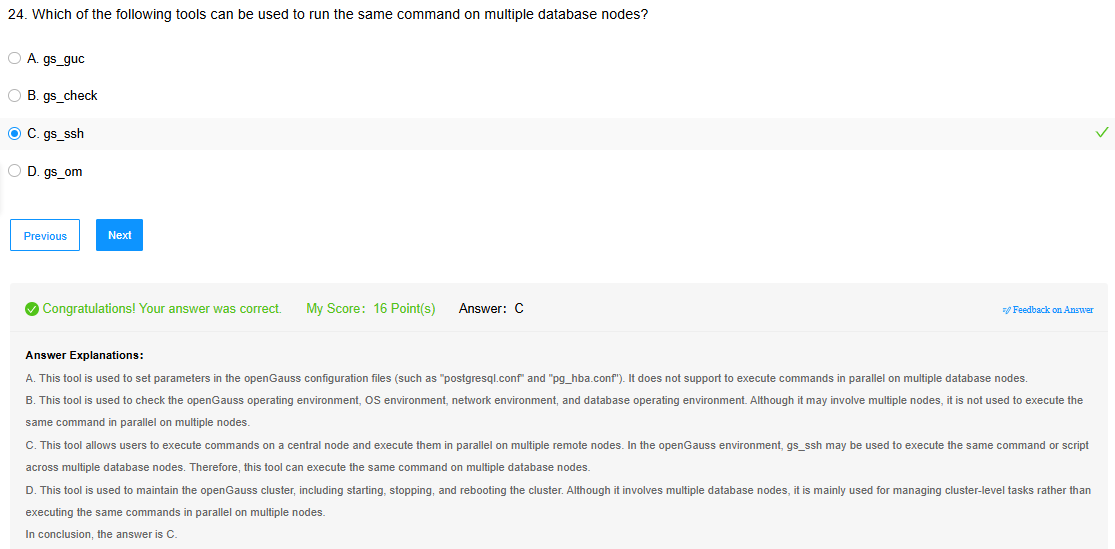 24. Which of the following tools can be used to run the same command on multiple database nodes?
A. gs_guc
B. gs_check
C. gs_ssh
D. gs_om
Previous Next
Congratulations! Your answer was correct. My Score: 16 Point(s) Answer: C Feedback on Answer
Answer Explanations:
A. This tool is used to set parameters in the openGauss configuration files (such as "postgresql.conf" and "pg_hba.conf"). It does not support to execute commands in parallel on multiple database nodes.
B. This tool is used to check the openGauss operating environment, OS environment, network environment, and database operating environment. Although it may involve multiple nodes, it is not used to execute the
same command in parallel on multiple nodes.
C. This tool allows users to execute commands on a central node and execute them in parallel on multiple remote nodes. In the openGauss environment, gs_ssh may be used to execute the same command or script
across multiple database nodes. Therefore, this tool can execute the same command on multiple database nodes.
D. This tool is used to maintain the openGauss cluster, including starting, stopping, and rebooting the cluster. Although it involves multiple database nodes, it is mainly used for managing cluster-level tasks rather than
executing the same commands in parallel on multiple nodes.
In conclusion, the answer is C.